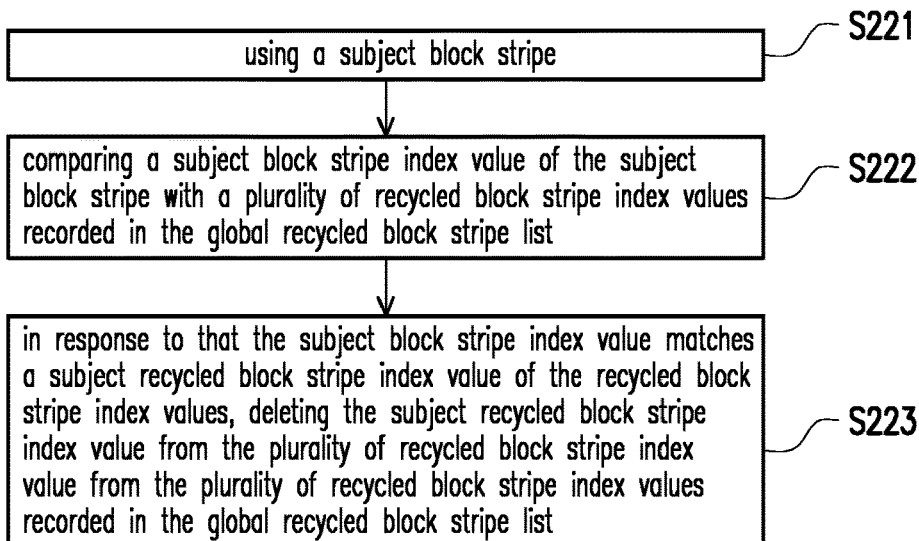 using a subject block stripe
S221
comparing a subject block stripe index value of the subject
block stripe with a plurality of recycled block stripe index values
recorded in the global recycled block stripe list
S222
in response to that the subject block stripe index value matches
a subject recycled block stripe index value of the recycled block
stripe index values, deleting the subject recycled block stripe
index value from the plurality of recycled block stripe index
value from the plurality of recycled block stripe index values
recorded in the global recycled block stripe list
S223